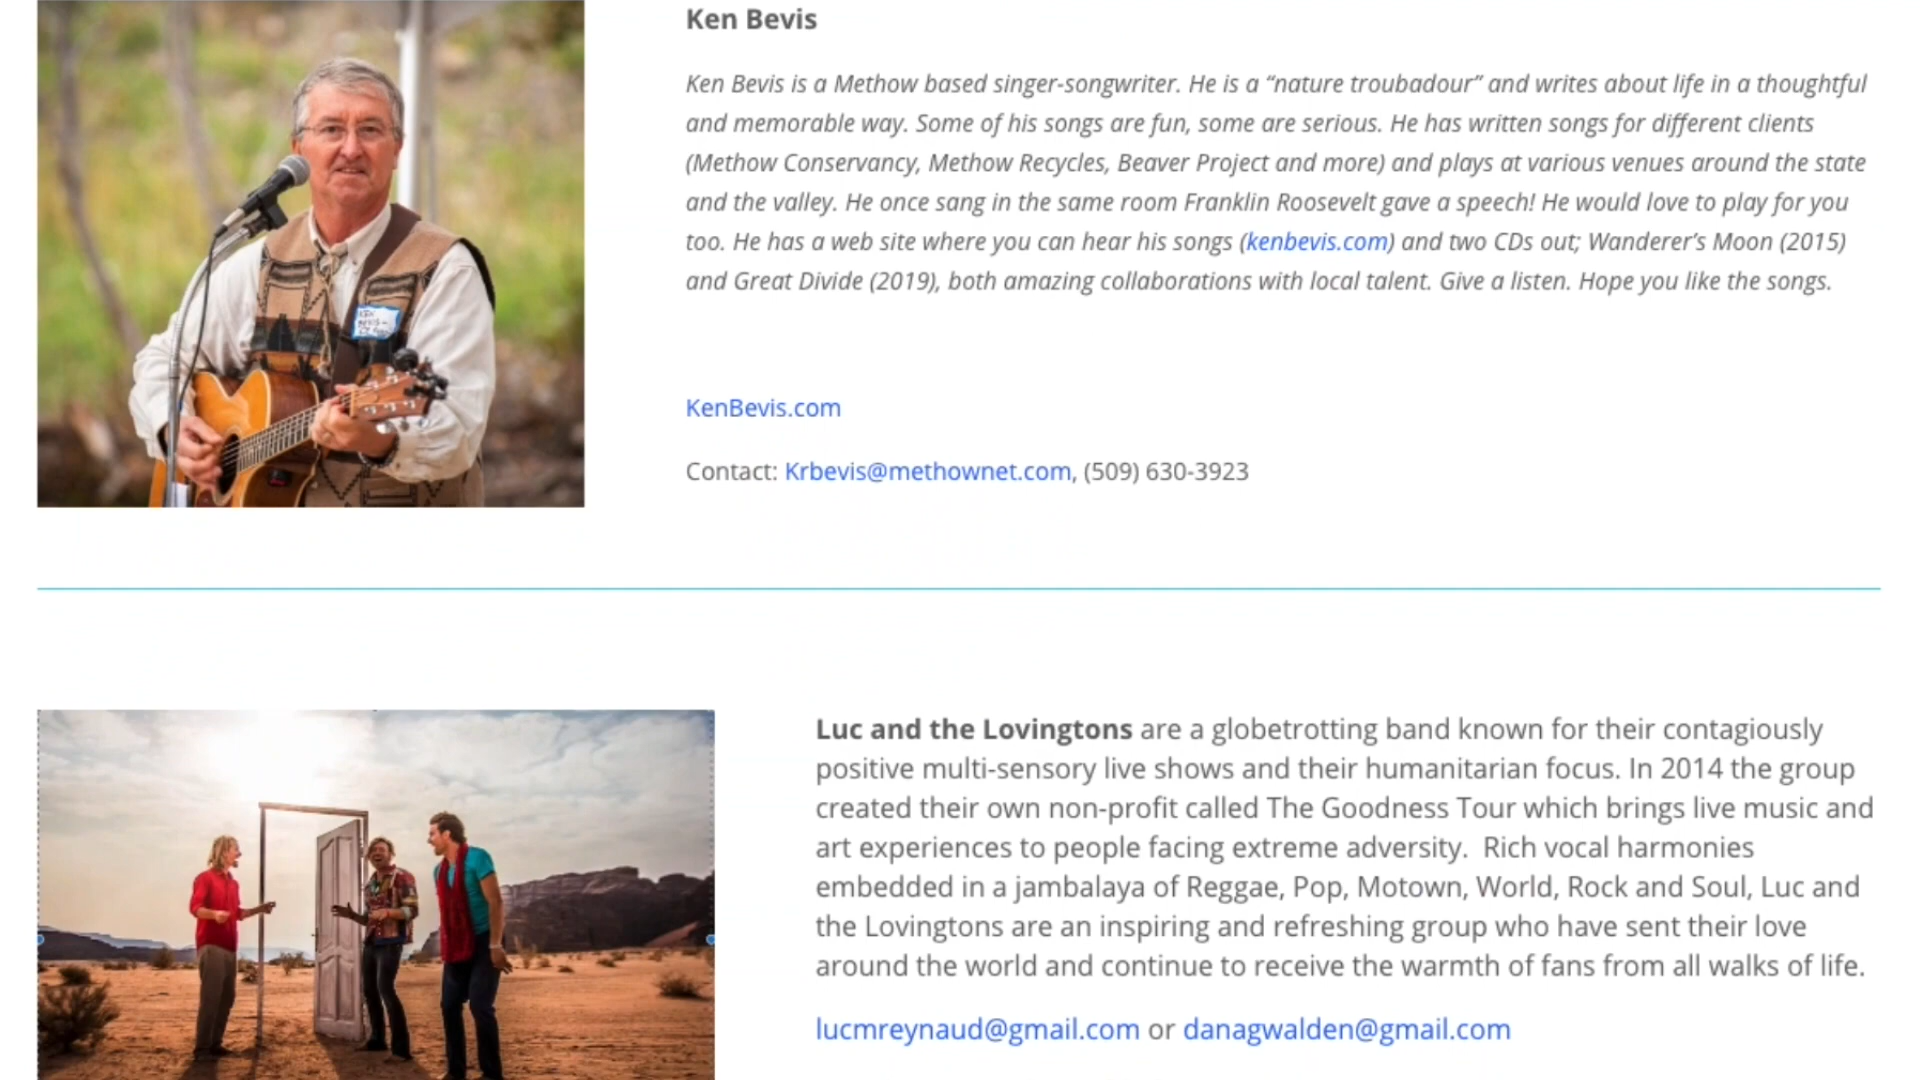 Ken Bevis
Ken Bevis is a Methow based singer-songwriter. He is a “nature troubadour” and writes about life in a thoughtful
and memorable way. Some of his songs are fun, some are serious. He has written songs for different clients
(Methow Conservancy, Methow Recycles, Beaver Project and more) and plays at various venues around the state
and the valley. He once sang in the same room Franklin Roosevelt gave a speech! He would love to play for you
too. He has a web site where you can hear his songs (kenbevis.com) and two CDs out; Wanderer’s Moon (2015)
and Great Divide (2019), both amazing collaborations with local talent. Give a listen. Hope you like the songs.
KenBevis.com
Contact: Krbevis@methownet.com, (509) 630-3923
Luc and the Lovingtons are a globetrotting band known for their contagiously
positive multi-sensory live shows and their humanitarian focus. In 2014 the group
created their own non-profit called The Goodness Tour which brings live music and
art experiences to people facing extreme adversity.  Rich vocal harmonies
embedded in a jambalaya of Reggae, Pop, Motown, World, Rock and Soul, Luc and
the Lovingtons are an inspiring and refreshing group who have sent their love
around the world and continue to receive the warmth of fans from all walks of life.
lucmreynaud@gmail.com or danagwalden@gmail.com